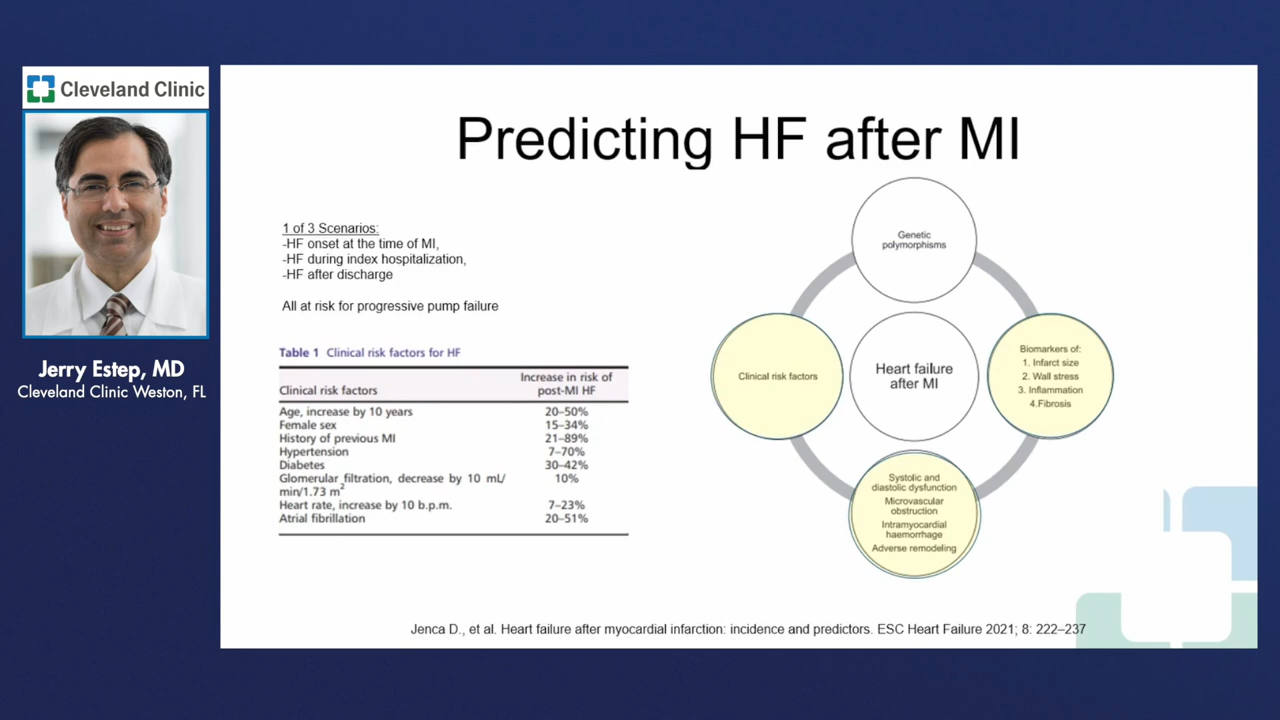 Cleveland Clinic
Jerry Estep, MD
Cleveland Clinic Weston, FL
Predicting HF after MI
1 of 3 Scenarios:
-HF onset at the time of MI,
-HF during index hospitalization,
-HF after discharge
All at risk for progressive pump failure
Table 1 Clinical risk factors for HF
Clinical risk factors Increase in risk of post-MI HF
Age, increase by 10 years 20–50%
Female sex 15–34%
History of previous MI 21–89%
Hypertension 7–70%
Diabetes 30–42%
Glomerular filtration, decrease by 10 mL/ 10%
min/1.73 m²
Heart rate, increase by 10 b.p.m. 7–23%
Atrial fibrillation 20–51%
Genetic
polymorphisms
Clinical risk factors
Heart failure
after MI
Biomarkers of:
1. Infarct size
2. Wall stress
3. Inflammation
4.Fibrosis
Systolic and
diastolic dysfunction
Microvascular
obstruction
Intramyocardial
haemorrhage
Adverse remodeling
Jenca D., et al. Heart failure after myocardial infarction: incidence and predictors. ESC Heart Failure 2021; 8: 222–237